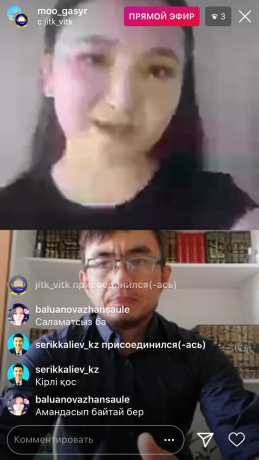 moo_gasyr
с jitk_vitk
ПРЯМОЙ ЭФИР
3
jitk_vitk присоединился(-ась)
baluanovazhansaule
Саламатсыз ба
serikkaliev_kz присоединился(-ась)
serikkaliev_kz
Кірлі қос
baluanovazhansaule
Амандасып байтай бер
Комментировать